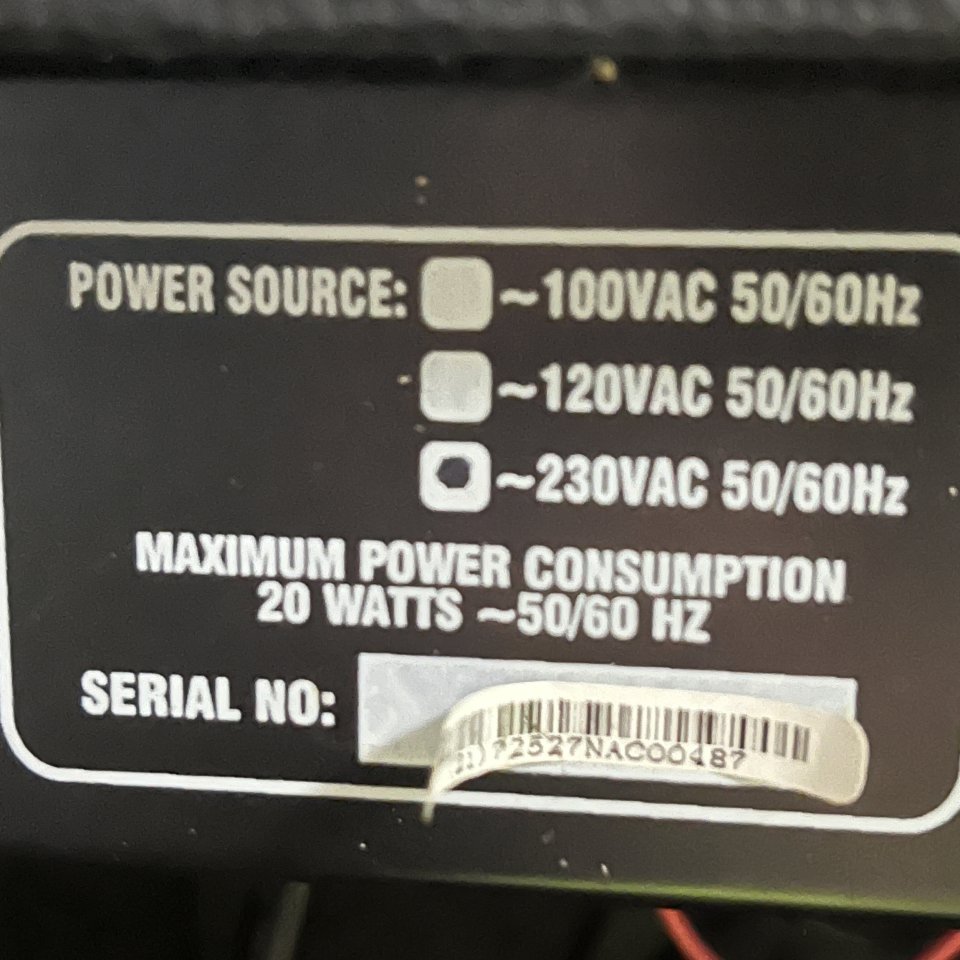 POWER SOURCE: ~100VAC 50/60Hz
~120VAC 50/60Hz
~230VAC 50/60Hz
MAXIMUM POWER CONSUMPTION
20 WATTS ~50/60 HZ
SERIAL NO: